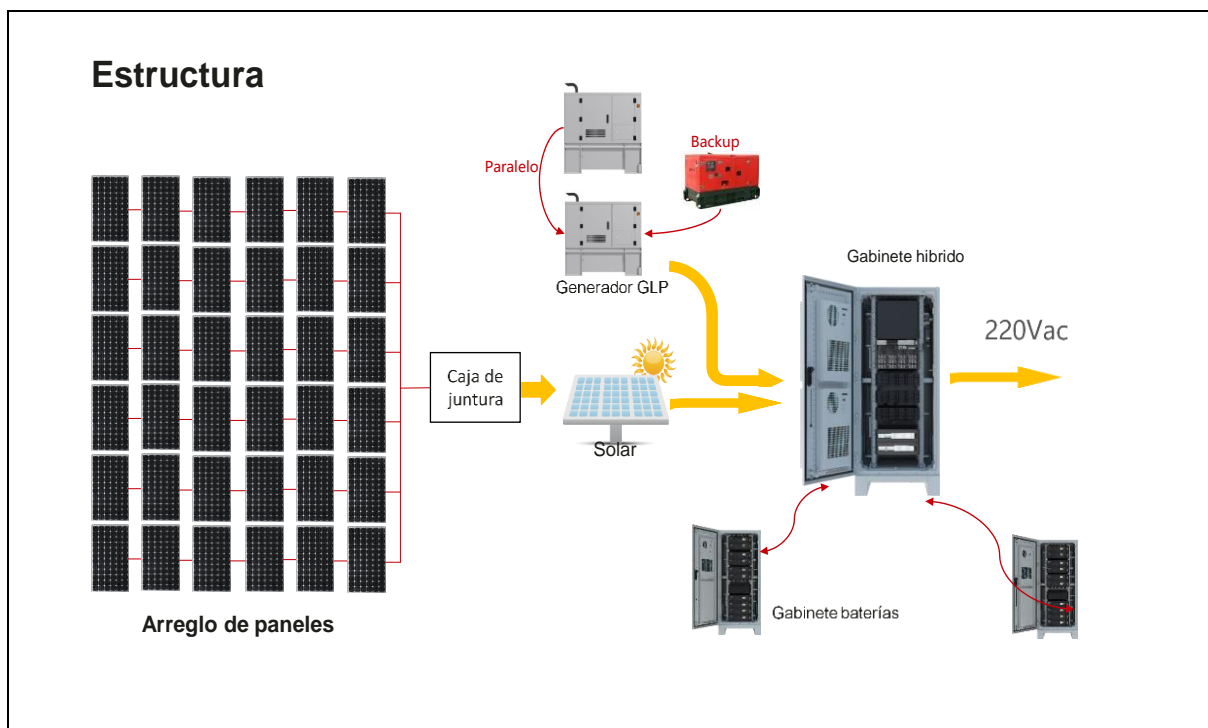 Estructura
Backup
Paralelo
Gabinete hibrido
Generador GLP
220Vac
Caja de
juntura
Solar
Gabinete baterías
Arreglo de paneles